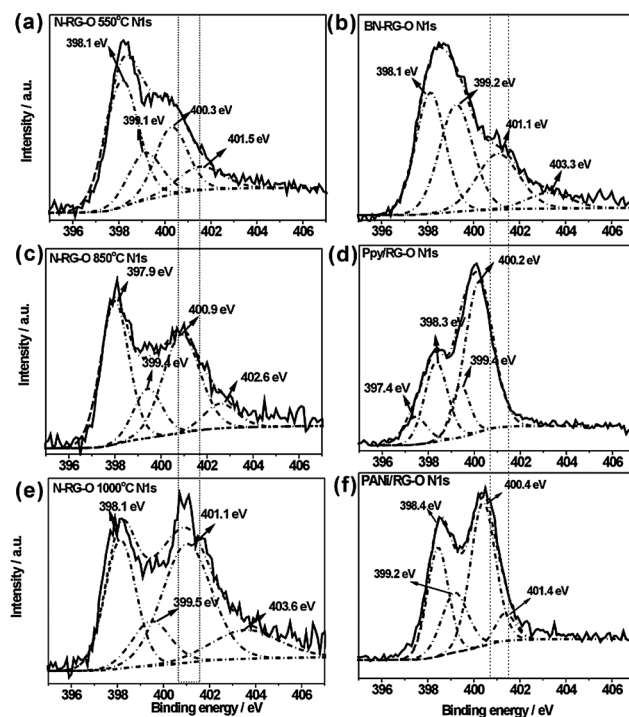 (a)
N-RG-O 550°C N1s
398.1 eV
399.1 eV
400.3 eV
401.5 eV
396 398 400 402 404 406
Intensity / a.u.
(b)
BN-RG-O N1s
398.1 eV
399.2 eV
401.1 eV
403.3 eV
396 398 400 402 404 406
Intensity / a.u.
(c)
N-RG-O 850°C N1s
397.9 eV
400.9 eV
399.4 eV
402.6 eV
396 398 400 402 404 406
Intensity / a.u.
(d)
Ppy/RG-O N1s
400.2 eV
398.3 eV
399.4 eV
397.4 eV
396 398 400 402 404 406
Intensity / a.u.
(e)
N-RG-O 1000°C N1s
398.1 eV
401.1 eV
399.5 eV
403.6 eV
396 398 400 402 404 406
Binding energy / eV
Intensity / a.u.
(f)
PANi/RG-O N1s
400.4 eV
398.4 eV
399.2 eV
401.4 eV
396 398 400 402 404 406
Binding energy / eV
Intensity / a.u.